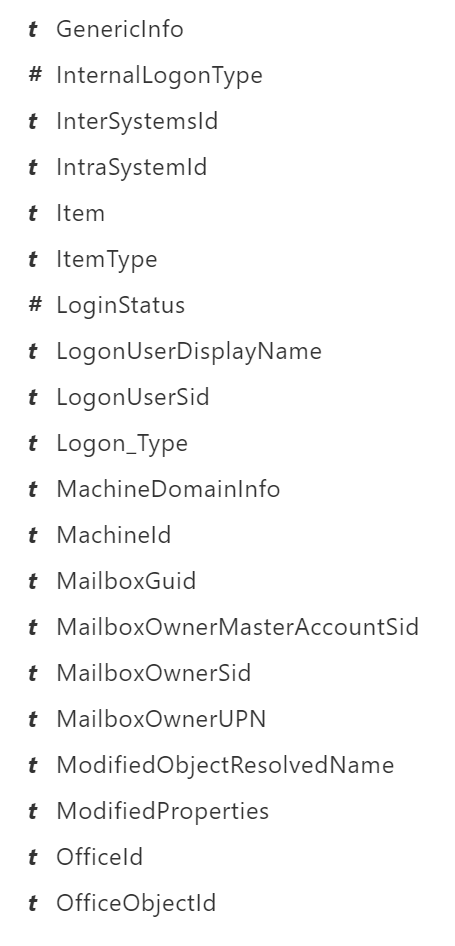 t GenericInfo
# InternalLogonType
t InterSystemsId
t IntraSystemId
t Item
t ItemType
# LoginStatus
t LogonUserDisplayName
t LogonUserSid
t Logon_Type
t MachineDomainInfo
t MachineId
t MailboxGuid
t MailboxOwnerMasterAccountSid
t MailboxOwnerSid
t MailboxOwnerUPN
t ModifiedObjectResolvedName
t ModifiedProperties
t OfficeId
t OfficeObjectId